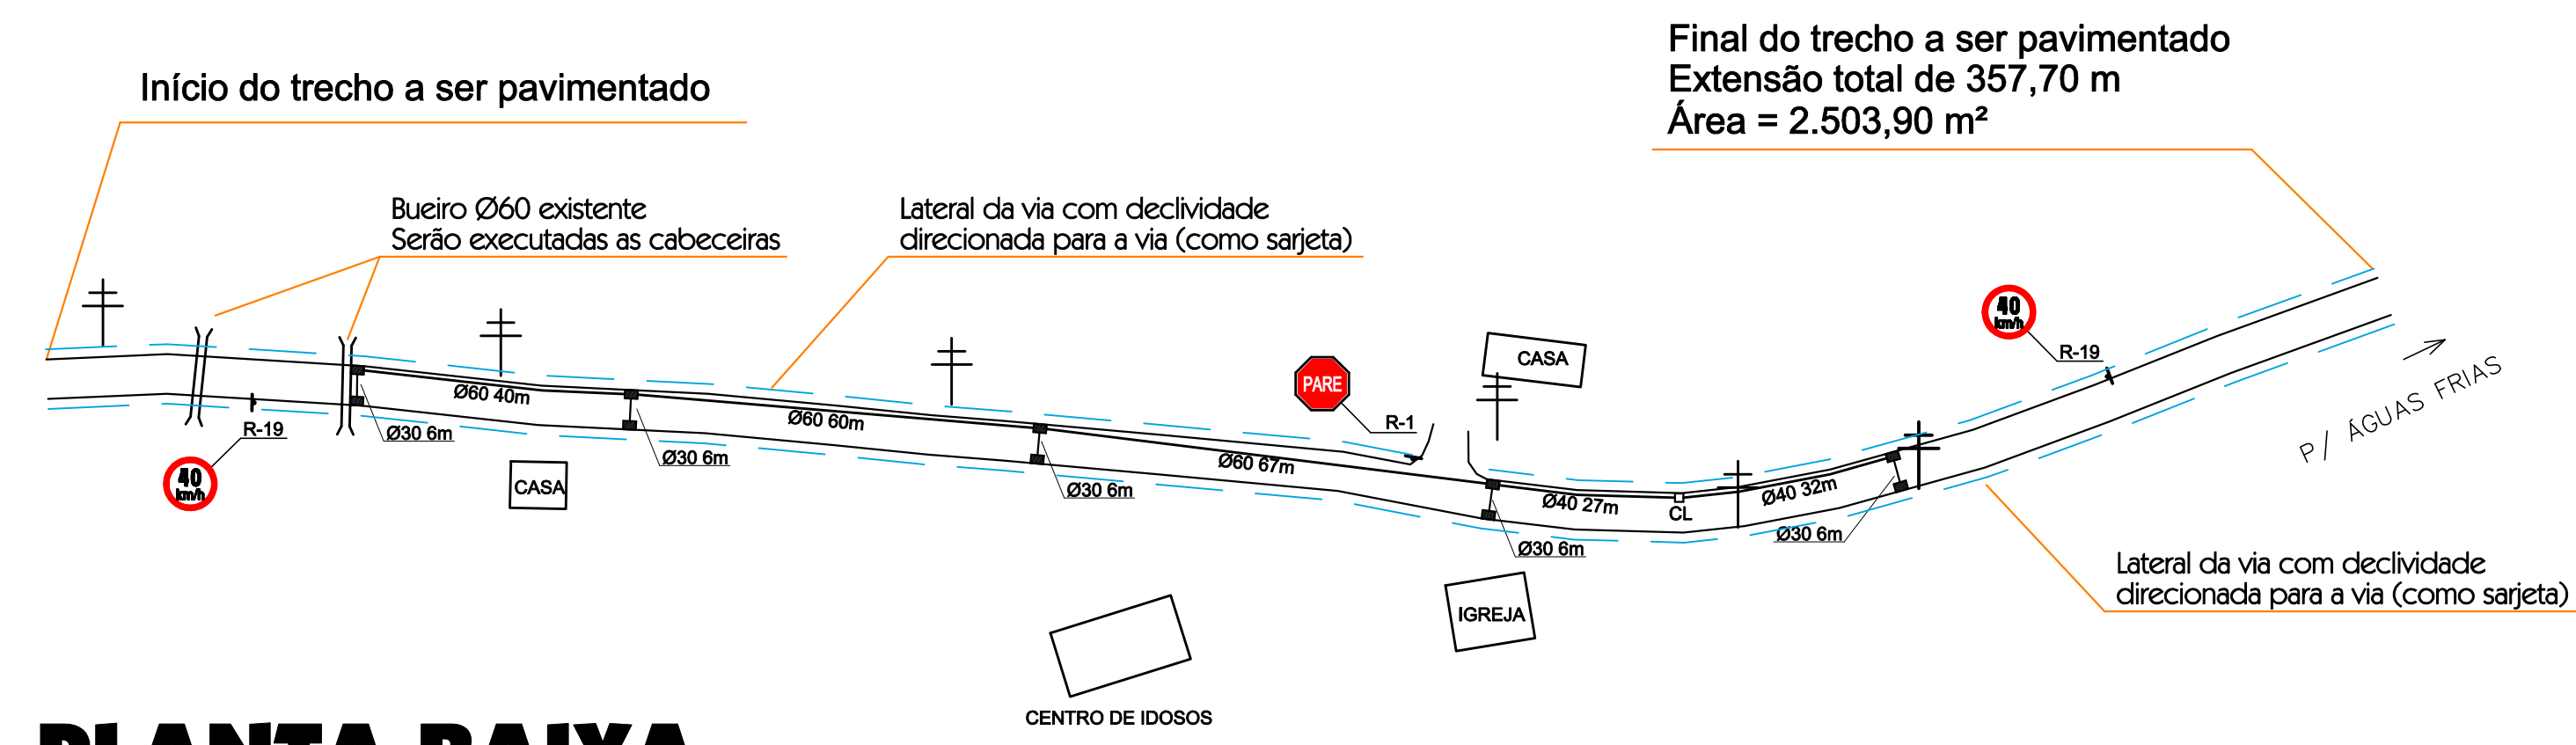 Final do trecho a ser pavimentado
Extensão total de 357,70 m
Área = 2.503,90 m²
Início do trecho a ser pavimentado
Bueiro Ø60 existente
Serão executadas as cabeceiras
Lateral da via com declividade
direcionada para a via (como sarjeta)
40
km/h
R-19
CASA
PARE
R-1
P/ ÁGUAS FRIAS
Ø60 40m
Ø60 60m
Ø60 67m
Ø40 27m
CL
Ø40 32m
R-19
40
km/h
Ø30 6m
Ø30 6m
Ø30 6m
Ø30 6m
Ø30 6m
CASA
IGREJA
Lateral da via com declividade
direcionada para a via (como sarjeta)
CENTRO DE IDOSOS
PLANTA BAIXA